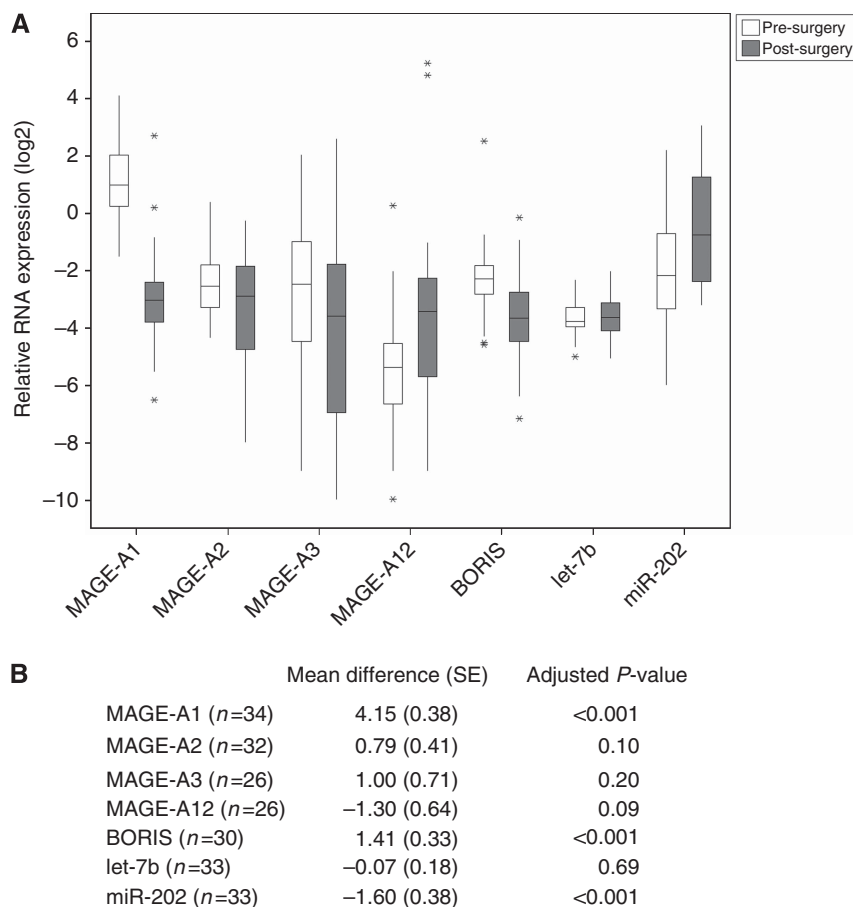 A
Pre-surgery
Post-surgery
Relative RNA expression (log2)
6
4
2
0
−2
−4
−6
−8
−10
MAGE-A1
MAGE-A2
MAGE-A3
MAGE-A12
BORIS
let-7b
miR-202
B
Mean difference (SE) Adjusted P-value
MAGE-A1 (n=34) 4.15 (0.38) <0.001
MAGE-A2 (n=32) 0.79 (0.41) 0.10
MAGE-A3 (n=26) 1.00 (0.71) 0.20
MAGE-A12 (n=26) −1.30 (0.64) 0.09
BORIS (n=30) 1.41 (0.33) <0.001
let-7b (n=33) −0.07 (0.18) 0.69
miR-202 (n=33) −1.60 (0.38) <0.001